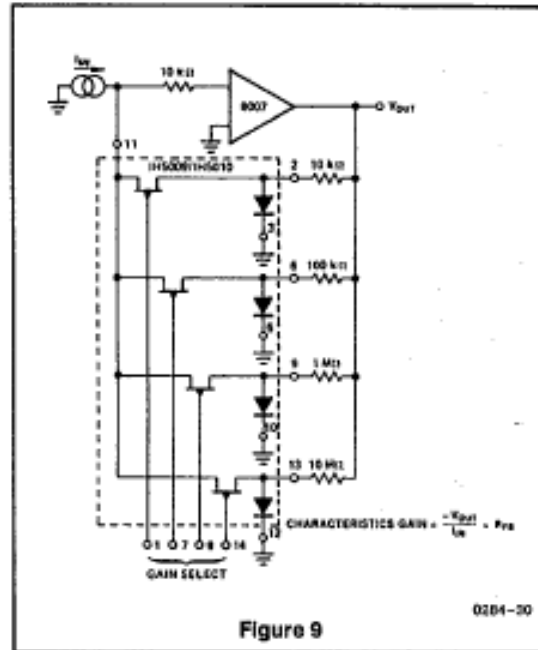 I_IN
10 kΩ
8007
V_OUT
11
IH5009/IH5010
2 10 kΩ
3
6 100 kΩ
9 1 MΩ
10
13 10 MΩ
12
CHARACTERISTICS GAIN = -V_OUT / I_IN = R_FB
1 7 8 14
GAIN SELECT
0284-30
Figure 9